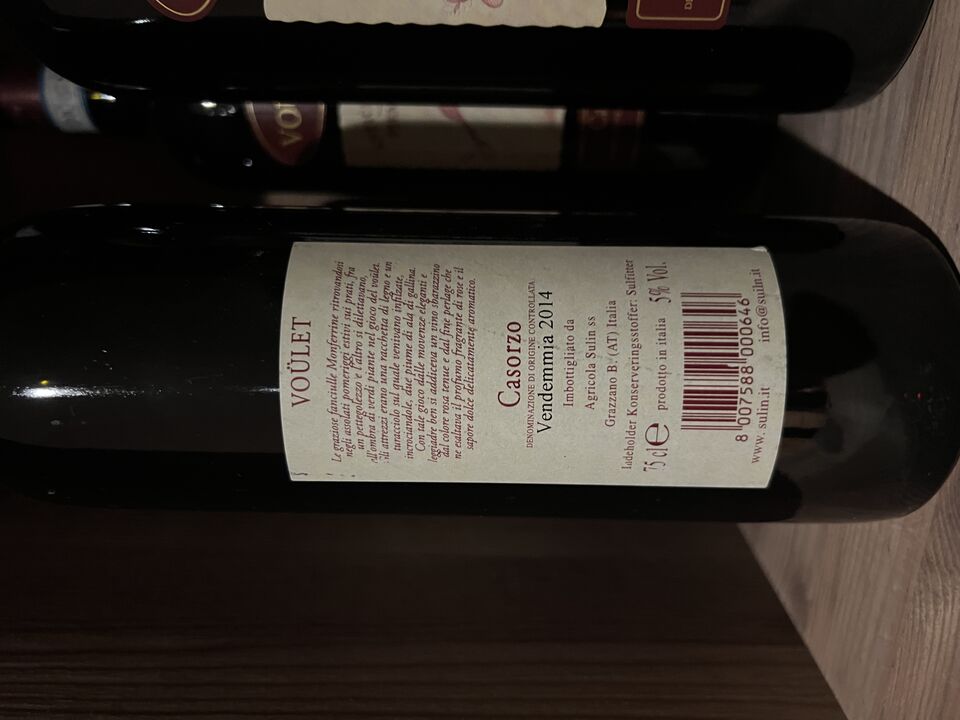 VOÜLET
Le graziose fanciulle Monferrine ritrovandosi
negli assolati pomeriggi estivi sui prati, fra
un pettegolezzo e l'altro si dilettavano,
all'ombra di verdi piante nel gioco del voület.
Gli attrezzi erano una racchetta di legno e un
turacciolo sul quale venivano infilzate,
incrociandole, due piume di ala di gallina.
Con tale gioco dalle movenze eleganti e
leggiadre ben si addiceva un vino sbarazzino
dal colore rosa tenue e dal fine perlage che
ne esaltava il profumo fragrante di rose e il
sapore dolce delicatamente aromatico.
Casorzo
DENOMINAZIONE DI ORIGINE CONTROLLATA
Vendemmia 2014
Imbottigliato da
Agricola Sulin ss
Grazzano B. (AT) Italia
Indeholder Konserveringsstoffer: Sulfitter
75 cl e prodotto in italia 5% Vol.
8 007588 000646
www.sulin.it info@suiln.it
VOÜ